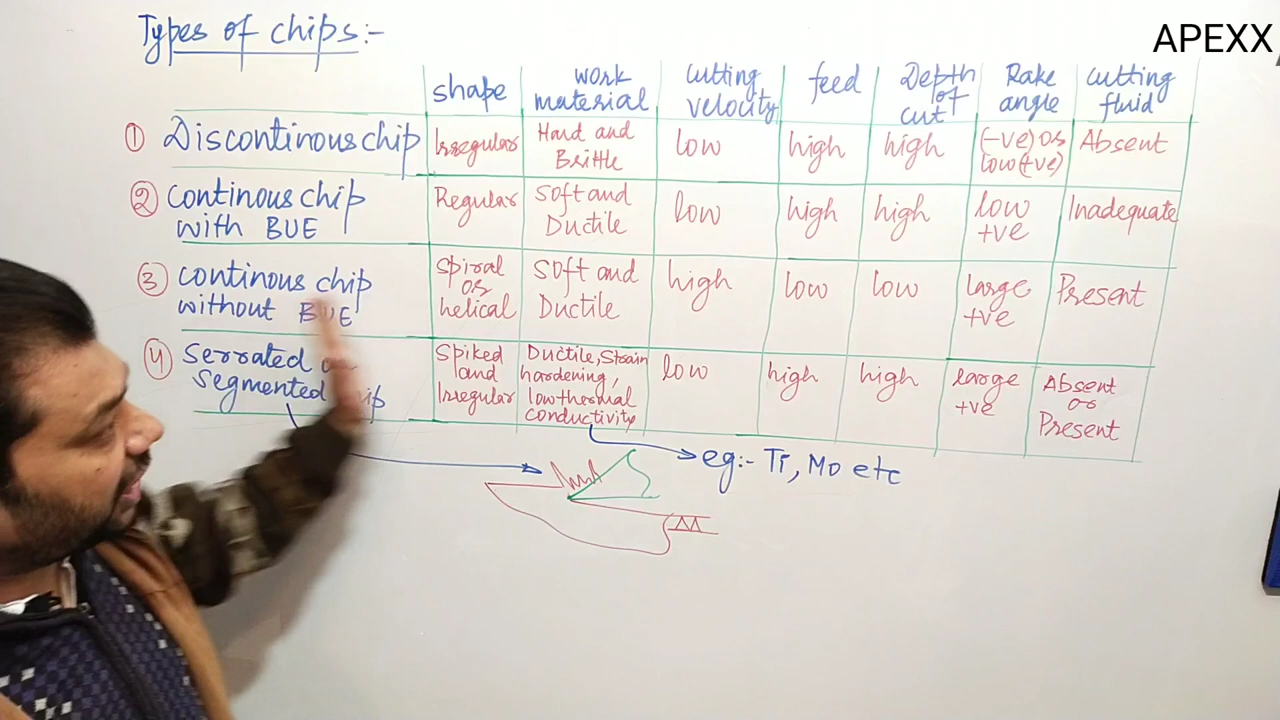 APEXX
Types of chips:-
shape
work material
cutting velocity
feed
Depth of cut
Rake angle
cutting fluid
① Discontinous chip
Irregular
Hard and Brittle
low
high
high
(-ve) or low(+ve)
Absent
② continous chip with BUE
Regular
Soft and Ductile
low
high
high
low +ve
Inadequate
③ continous chip without BUE
spiral or helical
Soft and Ductile
high
low
low
large +ve
Present
④ serrated segmented
Spiked and Irregular
Ductile, Strain hardening, low thermal conductivity
low
high
high
large +ve
Absent or Present
eg:- Ti, Mo etc